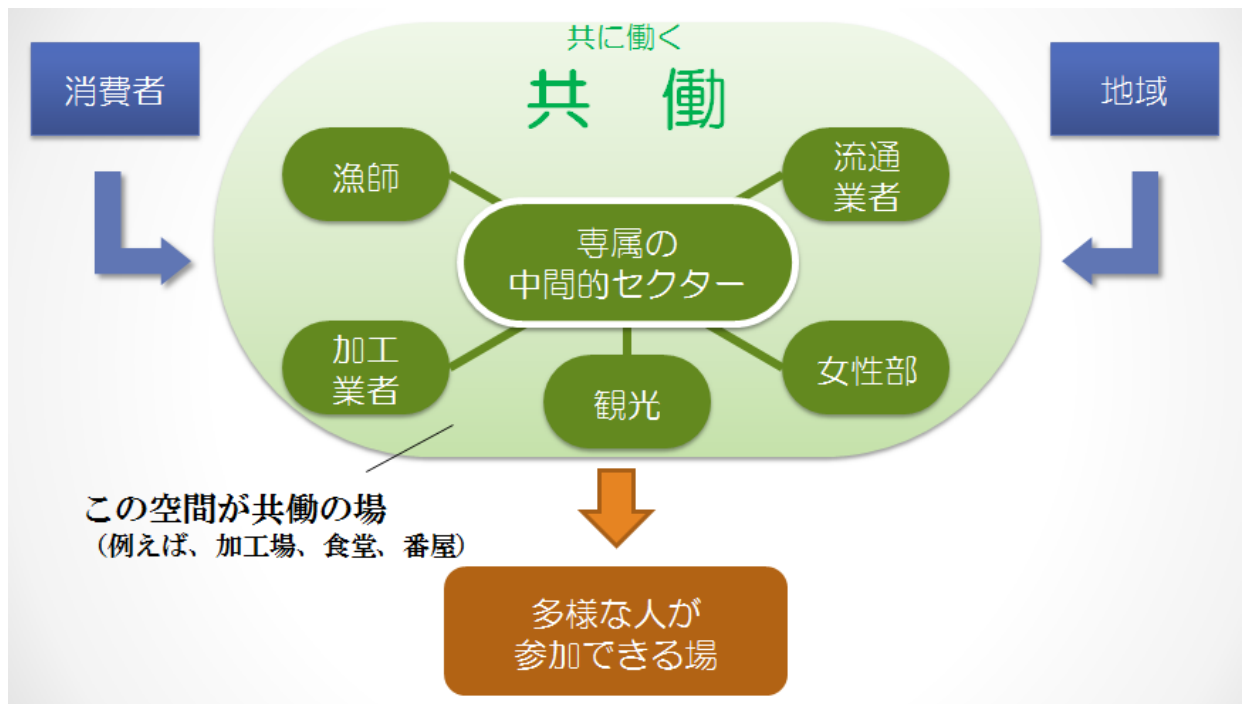 共に働く
共 働
消費者
地域
漁師
流通
業者
専属の
中間的セクター
加工
業者
観光
女性部
この空間が共働の場
（例えば、加工場、食堂、番屋）
多様な人が
参加できる場